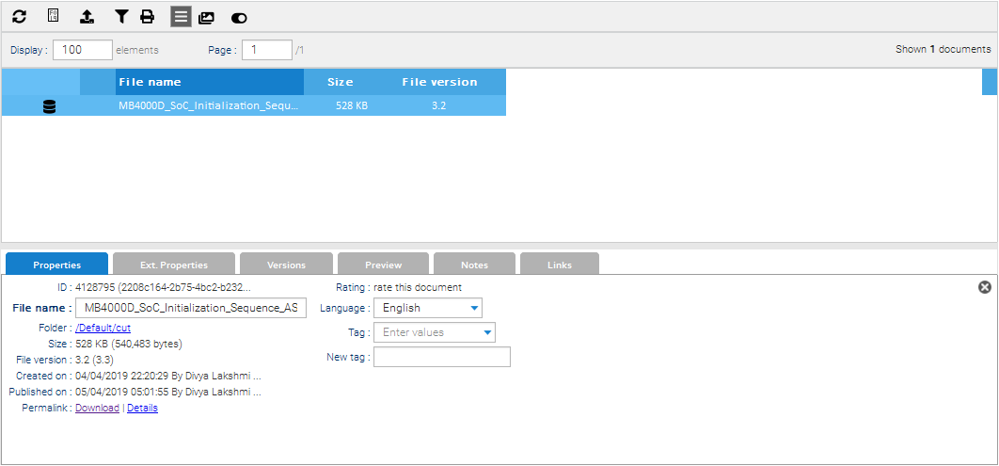 Display : 100 elements Page : 1 /1 Shown 1 documents
File name Size File version
MB4000D_SoC_Initialization_Sequ... 528 KB 3.2
Properties Ext. Properties Versions Preview Notes Links
ID : 4128795 (2208c164-2b75-4bc2-b232...
Rating : rate this document
File name : MB4000D_SoC_Initialization_Sequence_AS
Language : English
Folder : /Default/cut
Tag : Enter values
Size : 528 KB (540,483 bytes)
New tag :
File version : 3.2 (3.3)
Created on : 04/04/2019 22:20:29 By Divya Lakshmi ...
Published on : 05/04/2019 05:01:55 By Divya Lakshmi ...
Permalink : Download | Details